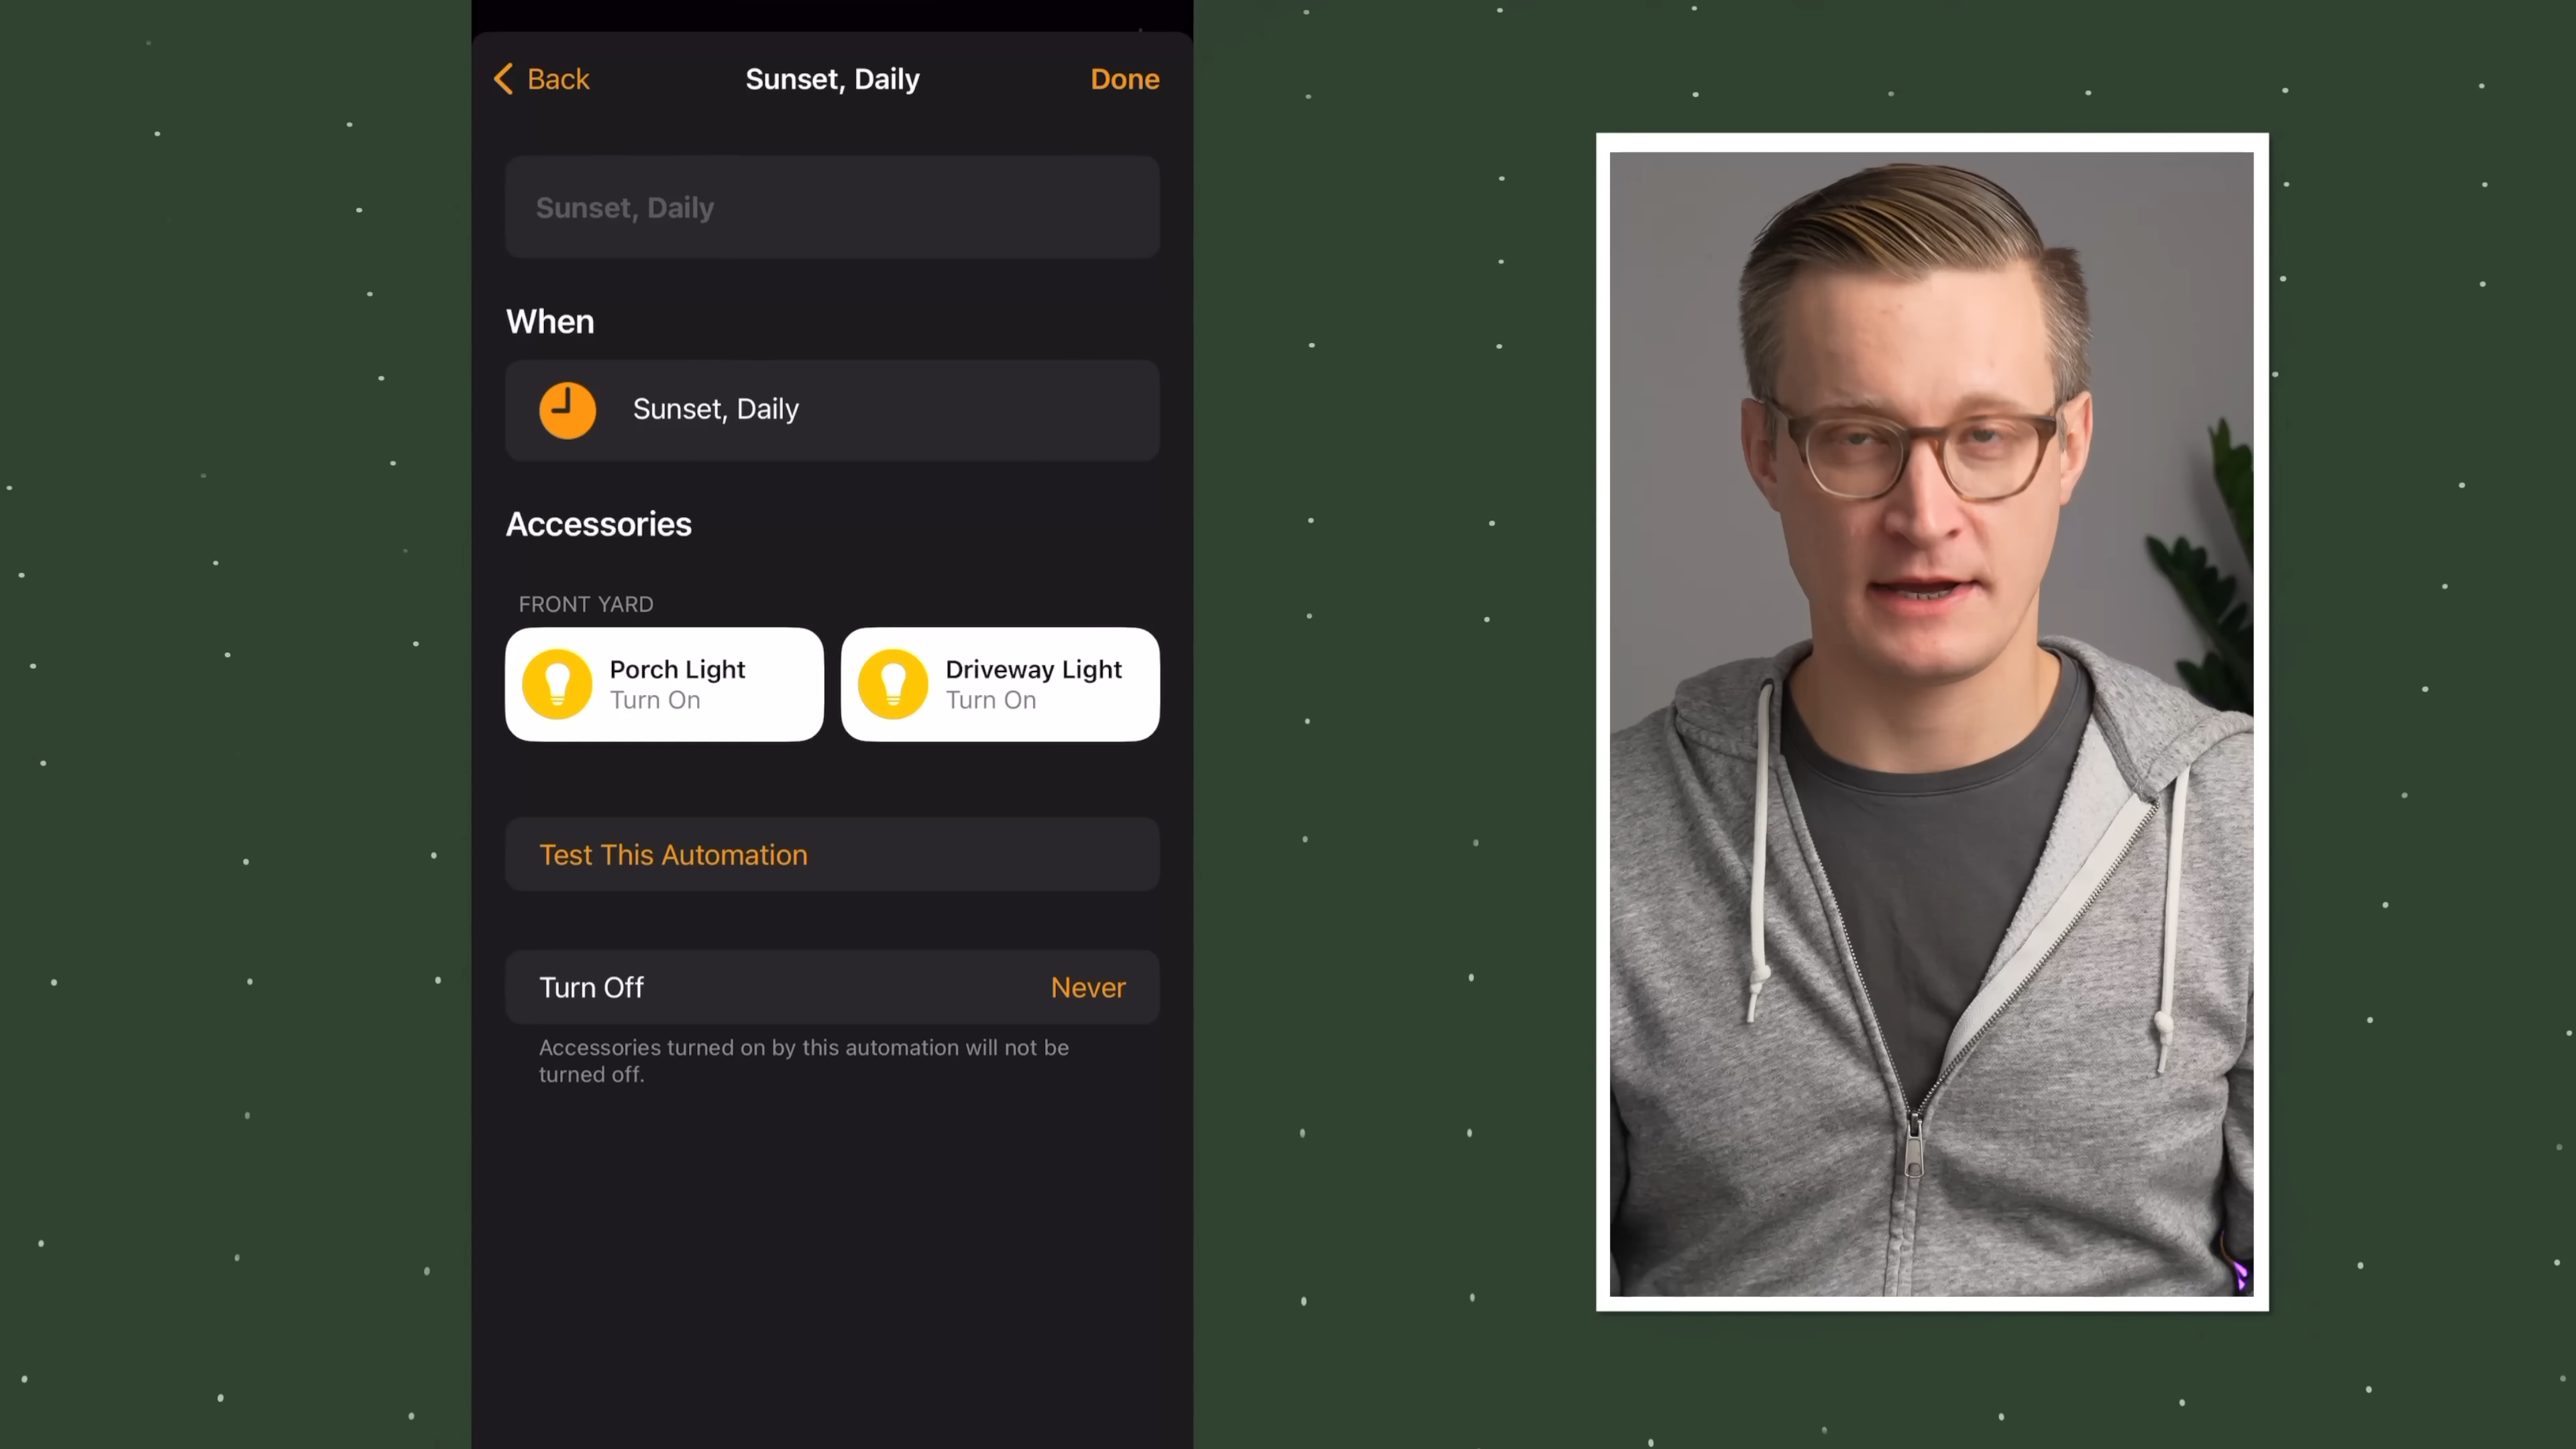 Back
Sunset, Daily
Done
Sunset, Daily
When
Sunset, Daily
Accessories
FRONT YARD
Porch Light
Turn On
Driveway Light
Turn On
Test This Automation
Turn Off
Never
Accessories turned on by this automation will not be
turned off.